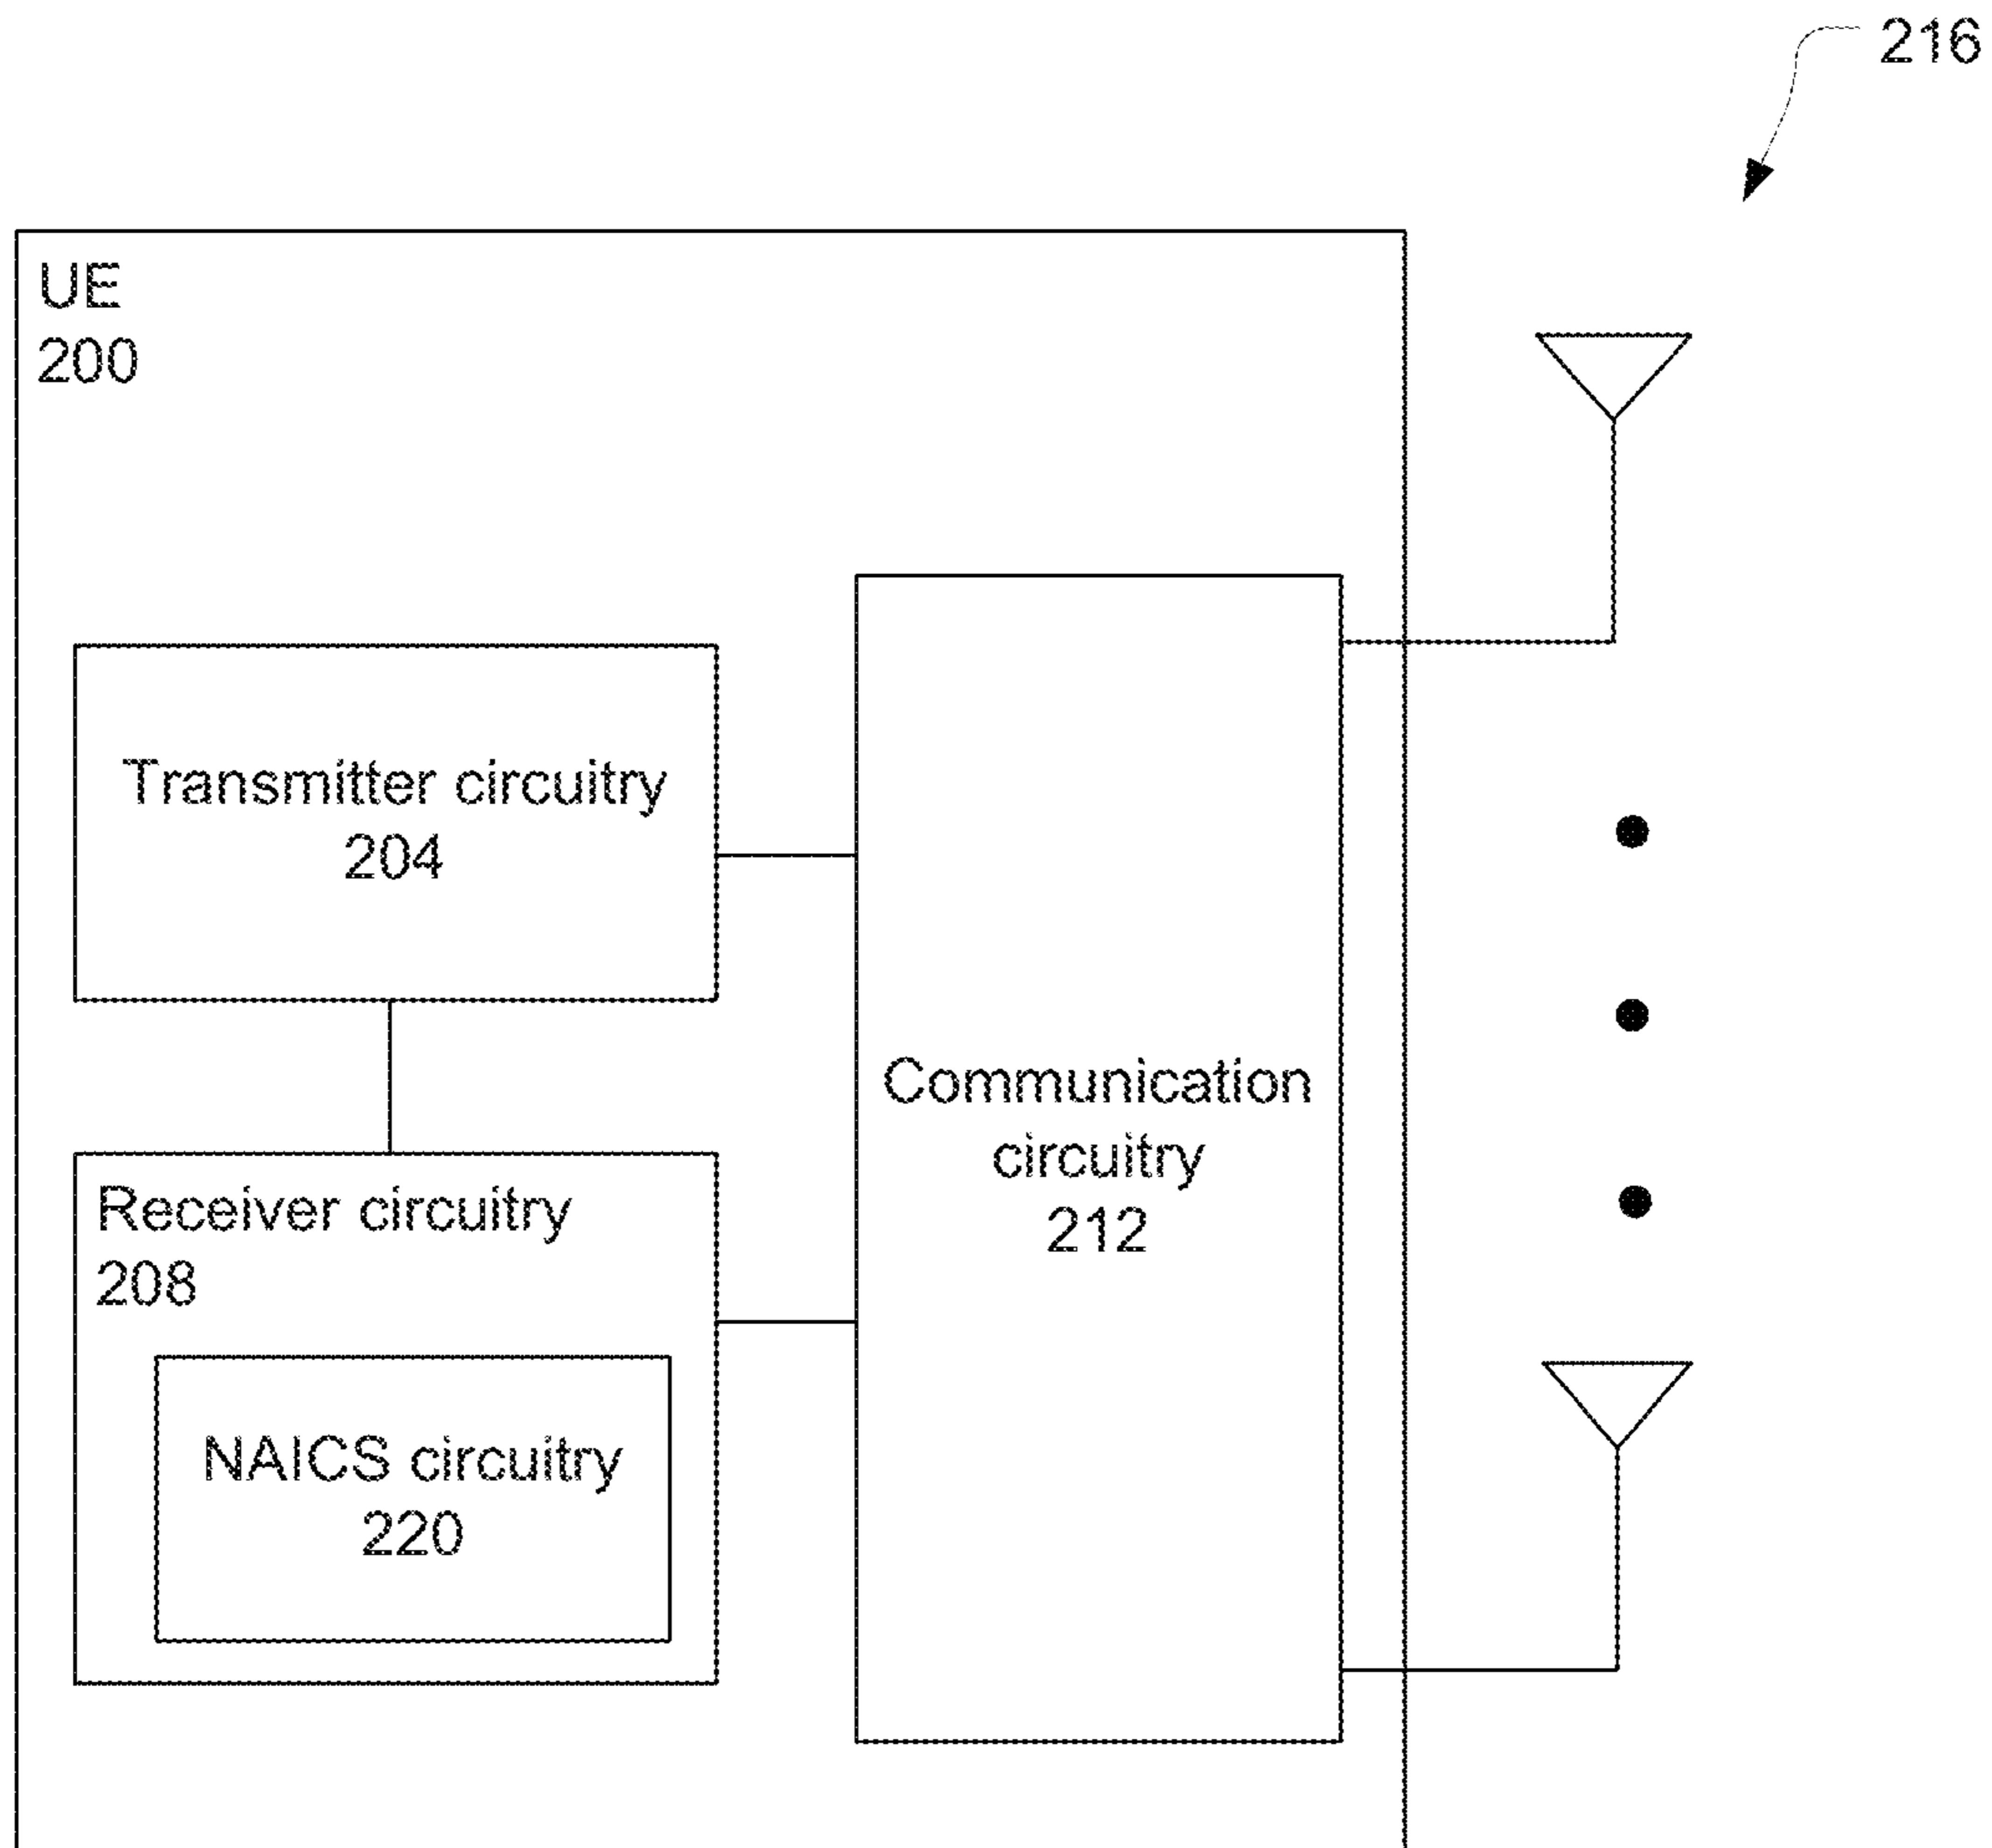 216
UE
200
Transmitter circuitry
204
Receiver circuitry
208
NAICS circuitry
220
Communication
circuitry
212